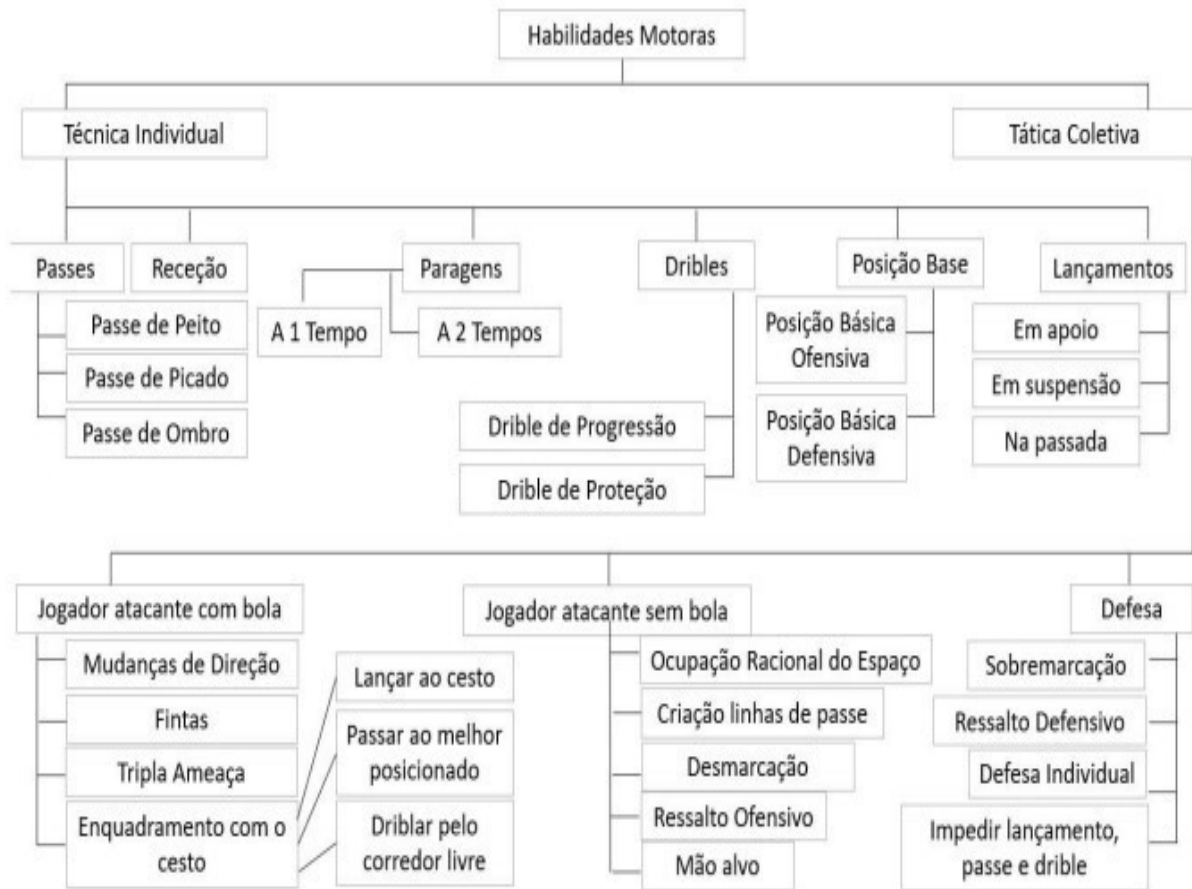 Habilidades Motoras
Técnica Individual
Tática Coletiva
Passes
Receção
Paragens
Dribles
Posição Base
Lançamentos
Passe de Peito
Passe de Picado
Passe de Ombro
A 1 Tempo
A 2 Tempos
Drible de Progressão
Drible de Proteção
Posição Básica
Ofensiva
Posição Básica
Defensiva
Em apoio
Em suspensão
Na passada
Jogador atacante com bola
Mudanças de Direção
Fintas
Tripla Ameaça
Enquadramento com o
cesto
Lançar ao cesto
Passar ao melhor
posicionado
Driblar pelo
corredor livre
Jogador atacante sem bola
Ocupação Racional do Espaço
Criação linhas de passe
Desmarcação
Ressalto Ofensivo
Mão alvo
Defesa
Sobremarcação
Ressalto Defensivo
Defesa Individual
Impedir lançamento,
passe e drible